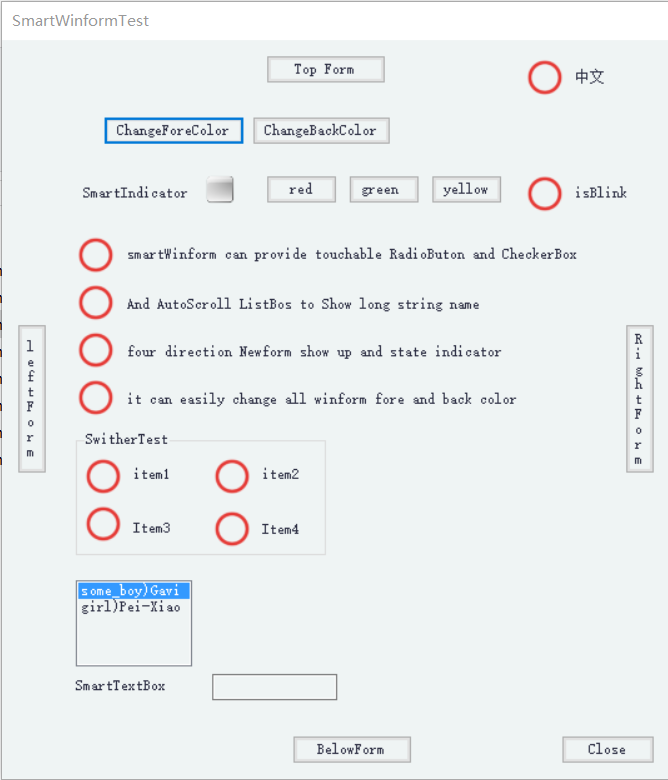 SmartWinformTest
Top Form
中文
ChangeForeColor
ChangeBackColor
SmartIndicator
red
green
yellow
isBlink
smartWinform can provide touchable RadioButon and CheckerBox
And AutoScroll ListBos to Show long string name
four direction Newform show up and state indicator
it can easily change all winform fore and back color
leftForm
RightForm
SwitherTest
item1
item2
Item3
Item4
some_boy)Gavi
girl)Pei-Xiao
SmartTextBox
BelowForm
Close